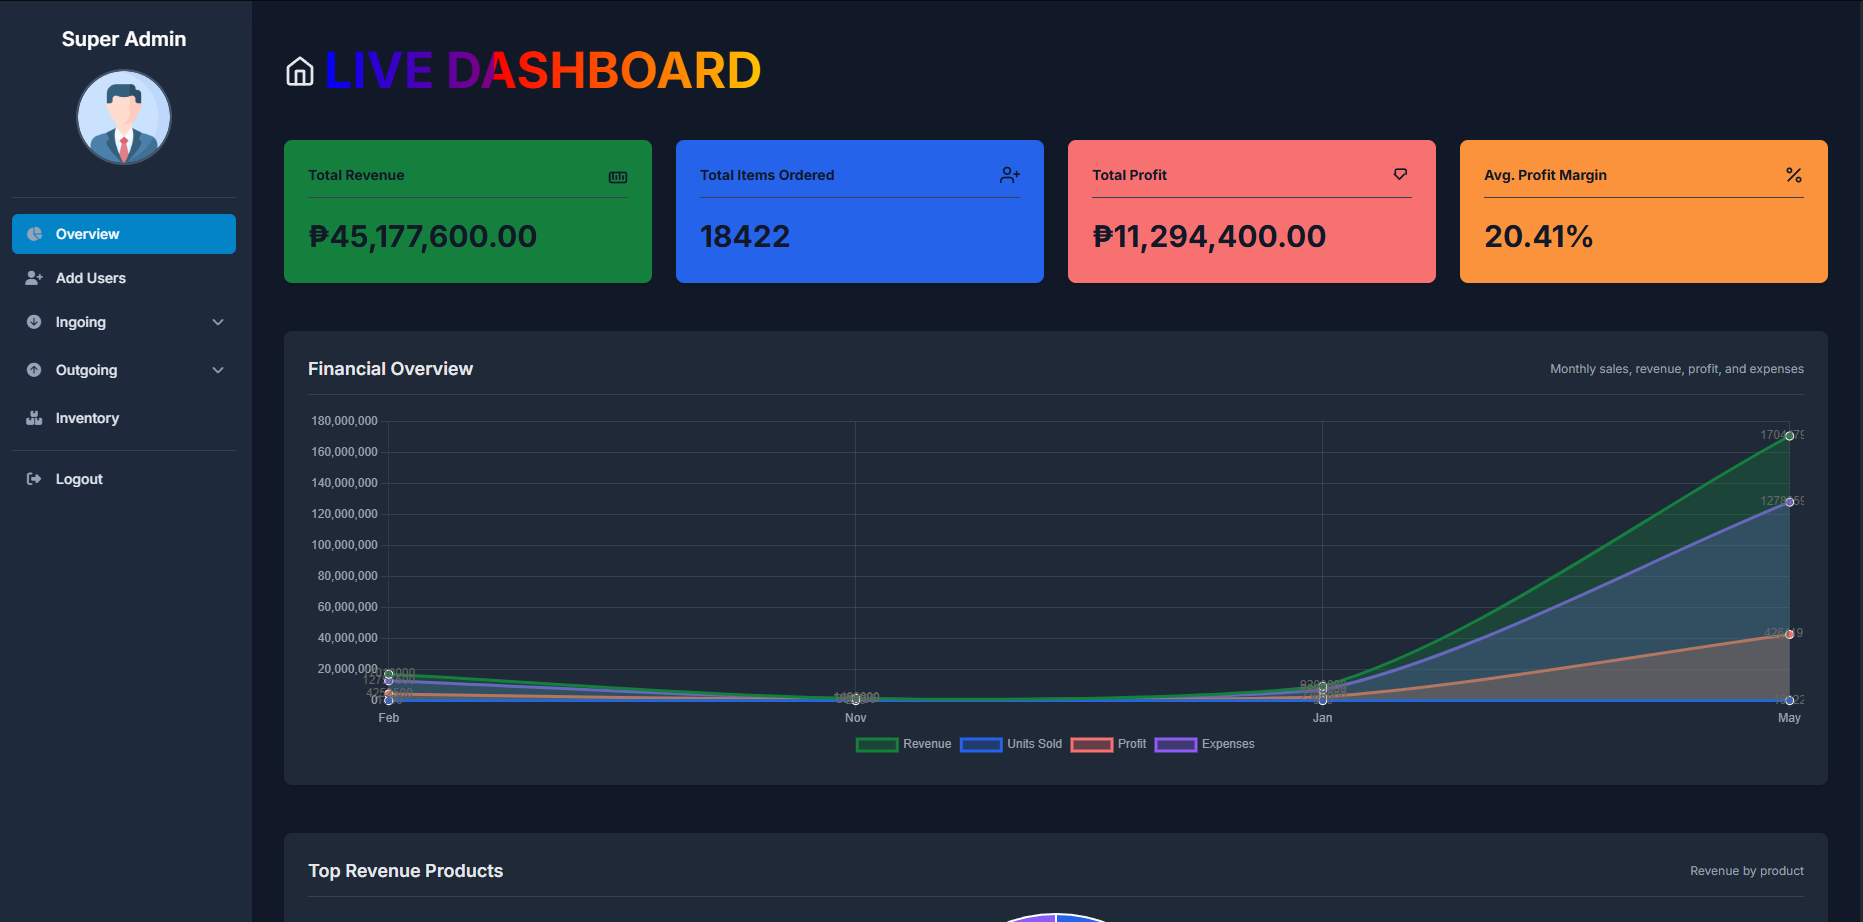 Super Admin
Overview
Add Users
Ingoing
Outgoing
Inventory
Logout
LIVE DASHBOARD
Total Revenue
₱45,177,600.00
Total Items Ordered
18422
Total Profit
₱11,294,400.00
Avg. Profit Margin
20.41%
Financial Overview
Monthly sales, revenue, profit, and expenses
180,000,000
160,000,000
140,000,000
120,000,000
100,000,000
80,000,000
60,000,000
40,000,000
20,000,000
0
Feb Nov Jan May
Revenue Units Sold Profit Expenses
Top Revenue Products
Revenue by product